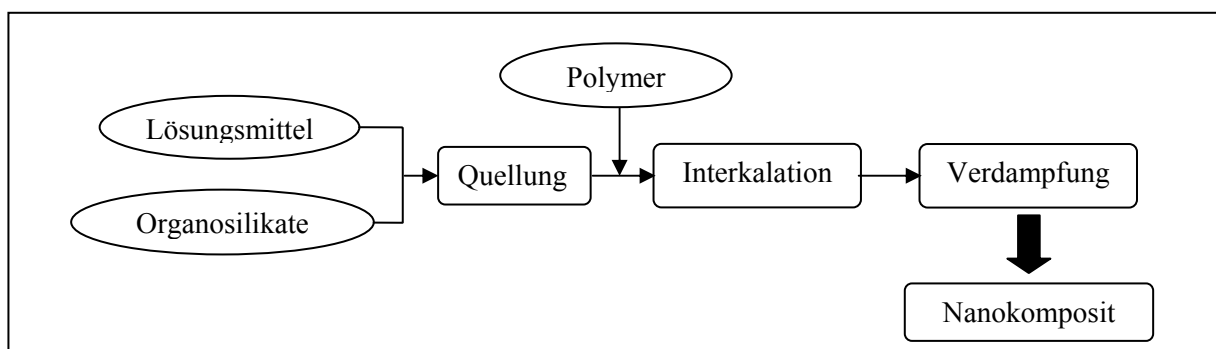 Polymer
Lösungsmittel
Organosilikate
Quellung
Interkalation
Verdampfung
Nanokomposit